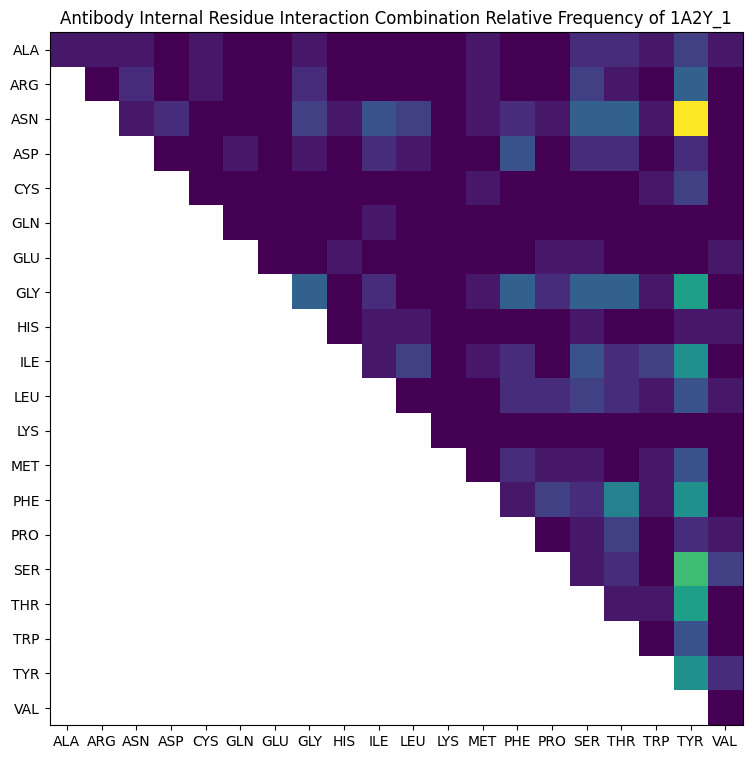 Antibody Internal Residue Interaction Combination Relative Frequency of 1A2Y_1
ALA
ARG
ASN
ASP
CYS
GLN
GLU
GLY
HIS
ILE
LEU
LYS
MET
PHE
PRO
SER
THR
TRP
TYR
VAL
ALA ARG ASN ASP CYS GLN GLU GLY HIS ILE LEU LYS MET PHE PRO SER THR TRP TYR VAL